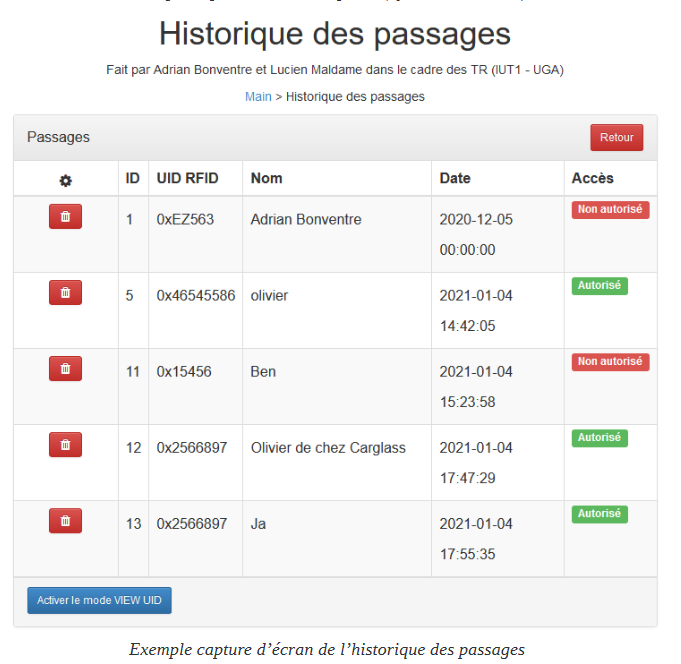 Historique des passages
Fait par Adrian Bonventre et Lucien Maldame dans le cadre des TR (IUT1 - UGA)
Main > Historique des passages
Passages Retour
ID UID RFID Nom Date Accès
1 0xEZ563 Adrian Bonventre 2020-12-05 Non autorisé
00:00:00
5 0x46545586 olivier 2021-01-04 Autorisé
14:42:05
11 0x15456 Ben 2021-01-04 Non autorisé
15:23:58
12 0x2566897 Olivier de chez Carglass 2021-01-04 Autorisé
17:47:29
13 0x2566897 Ja 2021-01-04 Autorisé
17:55:35
Activer le mode VIEW UID
Exemple capture d’écran de l’historique des passages